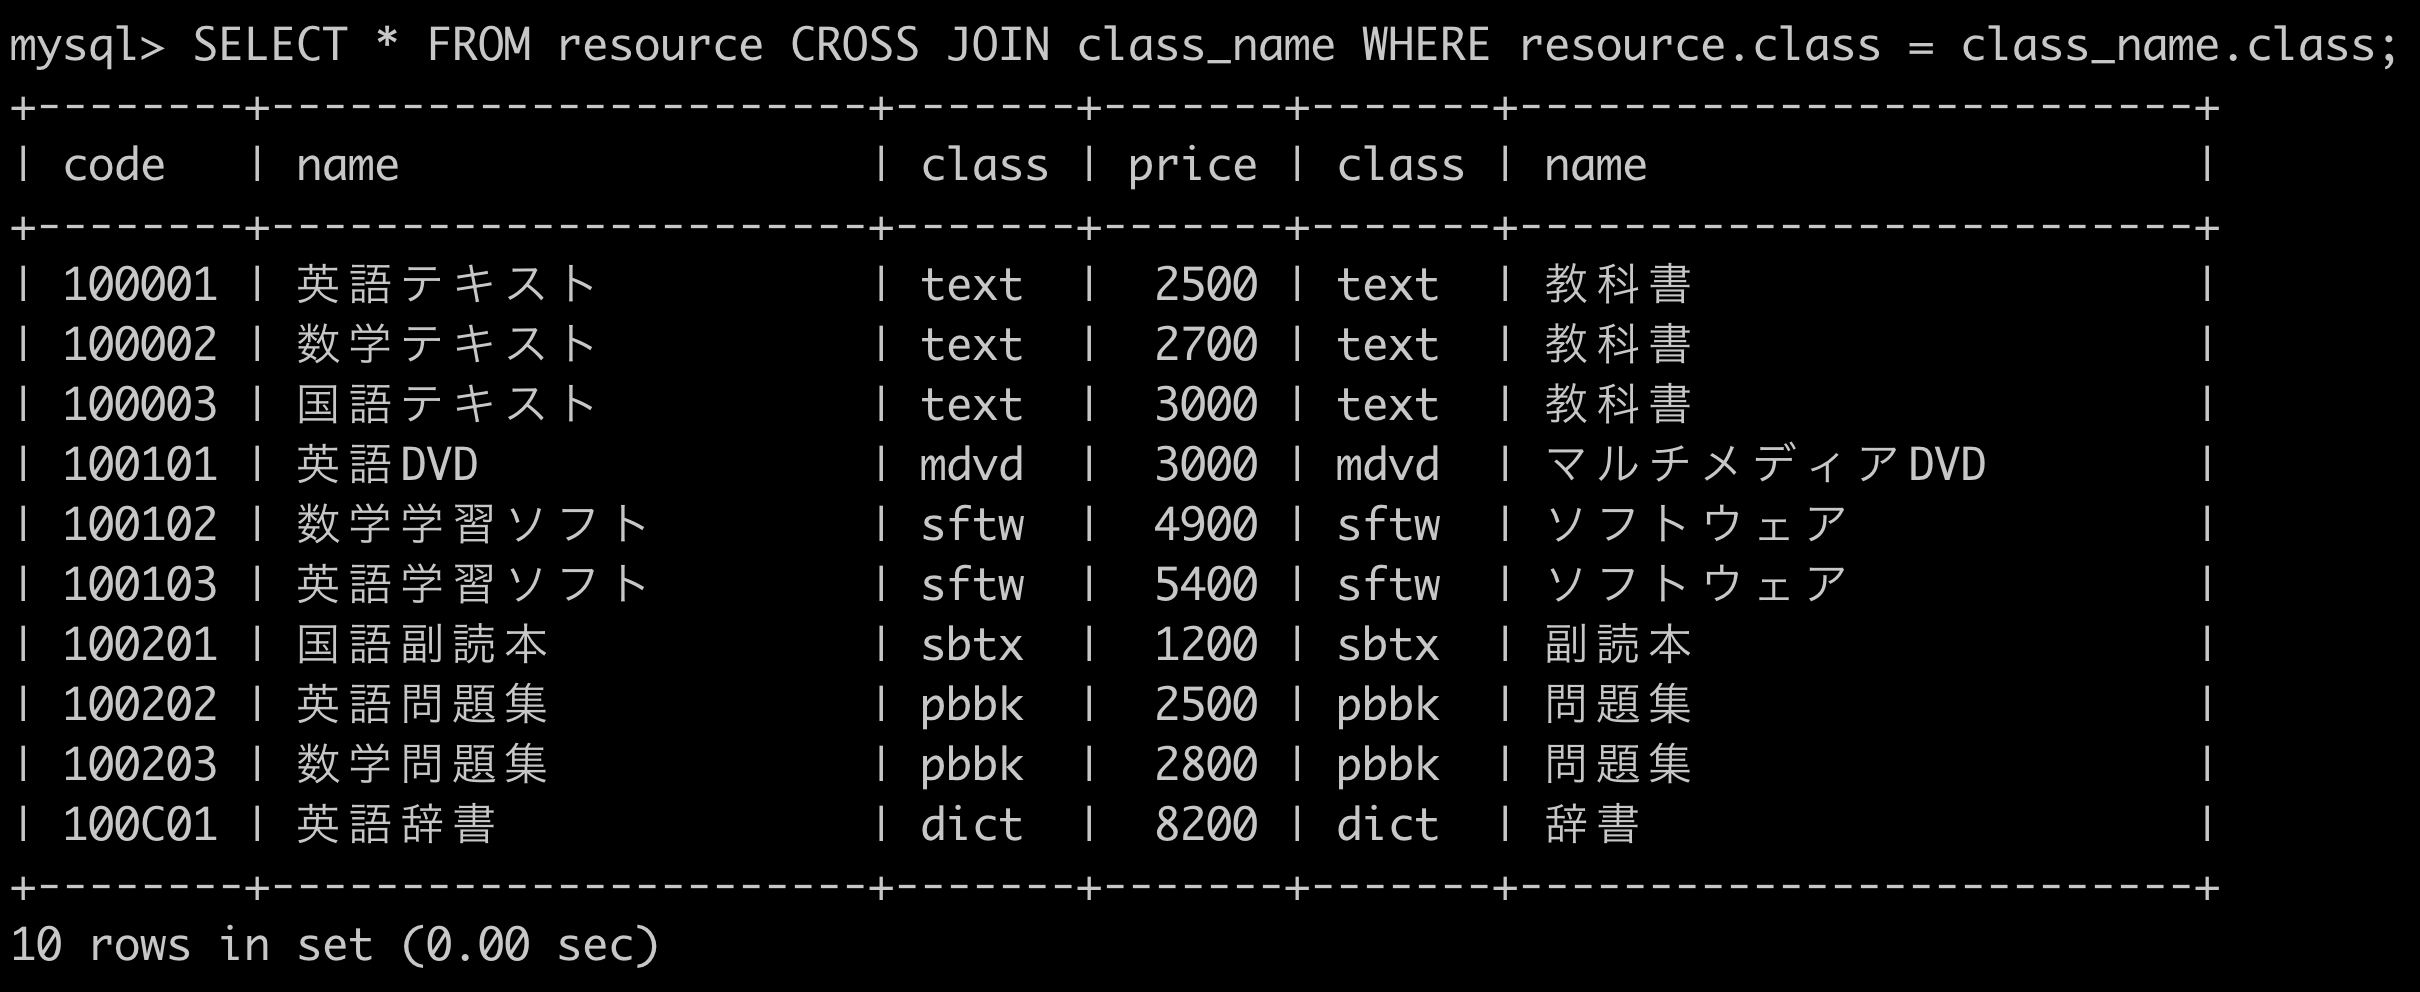 mysql> SELECT * FROM resource CROSS JOIN class_name WHERE resource.class = class_name.class;
+--------+-----------------------+-------+-------+-------+--------------------------+
| code   | name                  | class | price | class | name                     |
+--------+-----------------------+-------+-------+-------+--------------------------+
| 100001 | 英語テキスト          | text  |  2500 | text  | 教科書                   |
| 100002 | 数学テキスト          | text  |  2700 | text  | 教科書                   |
| 100003 | 国語テキスト          | text  |  3000 | text  | 教科書                   |
| 100101 | 英語DVD               | mdvd  |  3000 | mdvd  | マルチメディアDVD        |
| 100102 | 数学学習ソフト        | sftw  |  4900 | sftw  | ソフトウェア             |
| 100103 | 英語学習ソフト        | sftw  |  5400 | sftw  | ソフトウェア             |
| 100201 | 国語副読本            | sbtx  |  1200 | sbtx  | 副読本                   |
| 100202 | 英語問題集            | pbbk  |  2500 | pbbk  | 問題集                   |
| 100203 | 数学問題集            | pbbk  |  2800 | pbbk  | 問題集                   |
| 100C01 | 英語辞書              | dict  |  8200 | dict  | 辞書                     |
+--------+-----------------------+-------+-------+-------+--------------------------+
10 rows in set (0.00 sec)